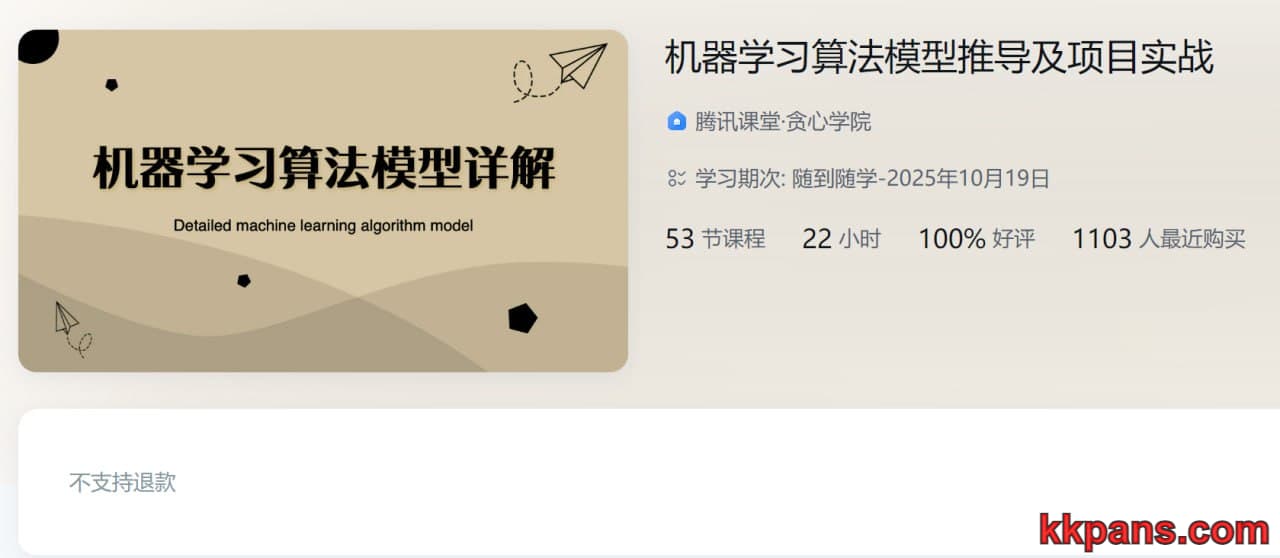 机器学习算法模型详解
Detailed machine learning algorithm model
机器学习算法模型推导及项目实战
腾讯课堂·贪心学院
学习期次: 随到随学-2025年10月19日
53 节课程 22 小时 100% 好评 1103 人最近购买
不支持退款
kkpans.com